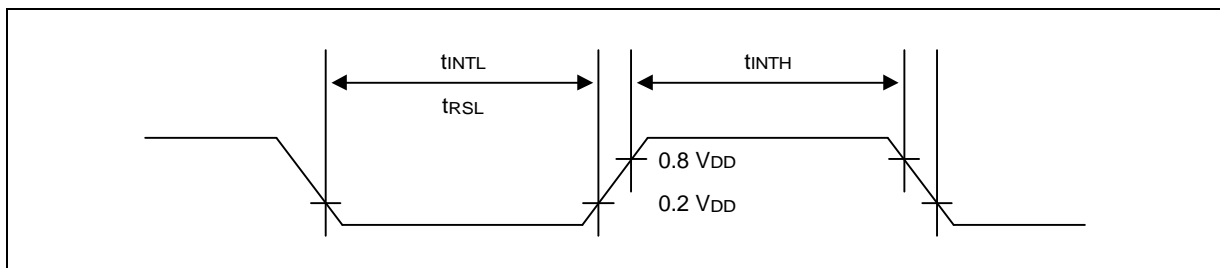 tINTL
tINTH
tRSL
0.8 VDD
0.2 VDD